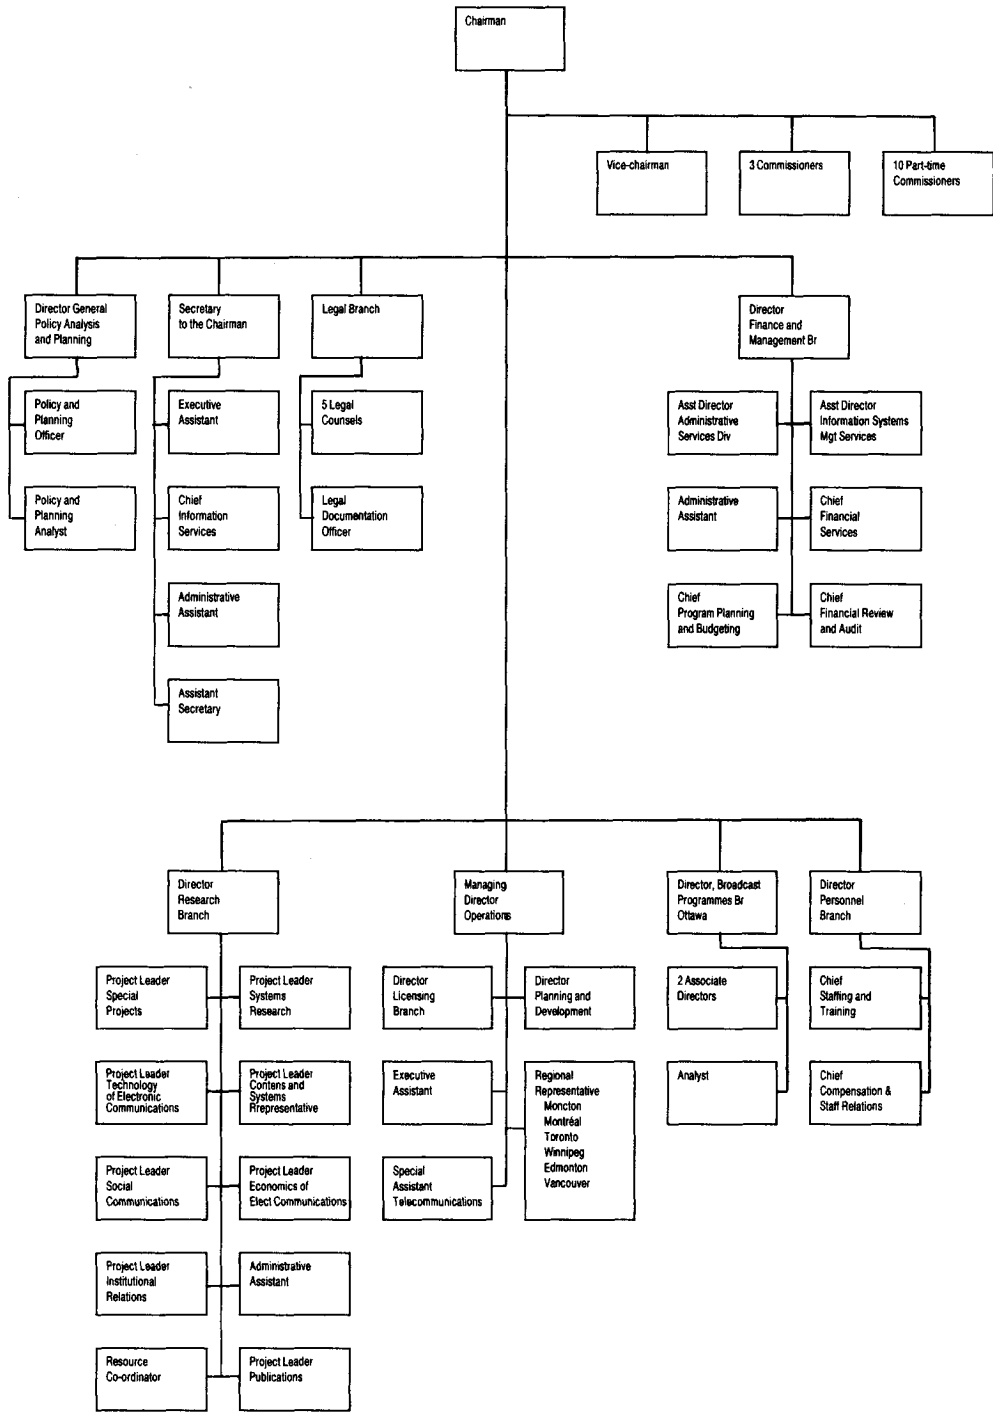 Chairman
Vice-chairman
3 Commissioners
10 Part-time
Commissioners
Director General
Policy Analysis
and Planning
Secretary
to the Chairman
Legal Branch
Director
Finance and
Management Br
Policy and
Planning
Officer
Executive
Assistant
5 Legal
Counsels
Asst Director
Administrative
Services Div
Asst Director
Information Systems
Mgt Services
Policy and
Planning
Analyst
Chief
Information
Services
Legal
Documentation
Officer
Administrative
Assistant
Chief
Financial
Services
Administrative
Assistant
Chief
Program Planning
and Budgeting
Chief
Financial Review
and Audit
Assistant
Secretary
Director
Research
Branch
Managing
Director
Operations
Director, Broadcast
Programmes Br
Ottawa
Director
Personnel
Branch
Project Leader
Special
Projects
Project Leader
Systems
Research
Director
Licensing
Branch
Director
Planning and
Development
2 Associate
Directors
Chief
Staffing and
Training
Project Leader
Technology
of Electronic
Communications
Project Leader
Contens and
Systems
Rrepresentative
Executive
Assistant
Regional
Representative
Moncton
Montréal
Toronto
Winnipeg
Edmonton
Vancouver
Analyst
Chief
Compensation &
Staff Relations
Project Leader
Social
Communications
Project Leader
Economics of
Elect Communications
Special
Assistant
Telecommunications
Project Leader
Institutional
Relations
Administrative
Assistant
Resource
Co-ordinator
Project Leader
Publications